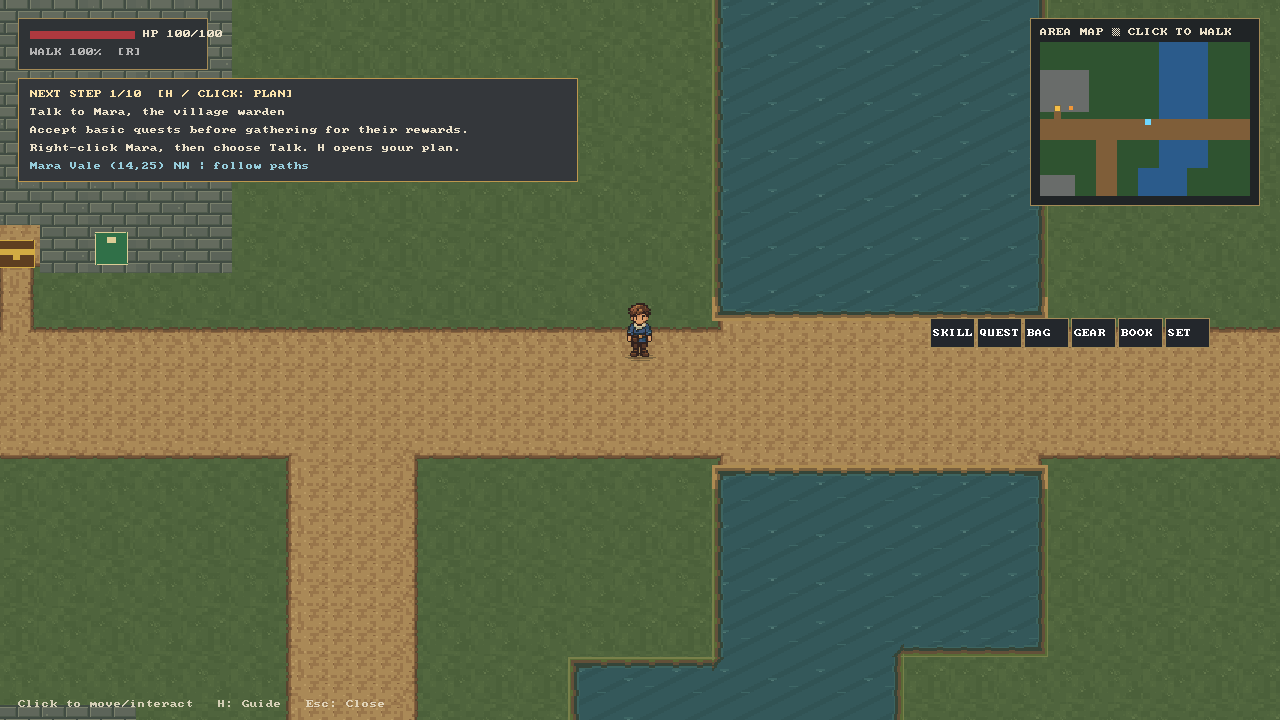 HP 100/100
WALK 100% [R]
AREA MAP ▒ CLICK TO WALK
NEXT STEP 1/10 [H / CLICK: PLAN]
Talk to Mara, the village warden
Accept basic quests before gathering for their rewards.
Right-click Mara, then choose Talk. H opens your plan.
Mara Vale (14,25) NW ¦ follow paths
SKILL QUEST BAG GEAR BOOK SET
Click to move/interact H: Guide Esc: Close